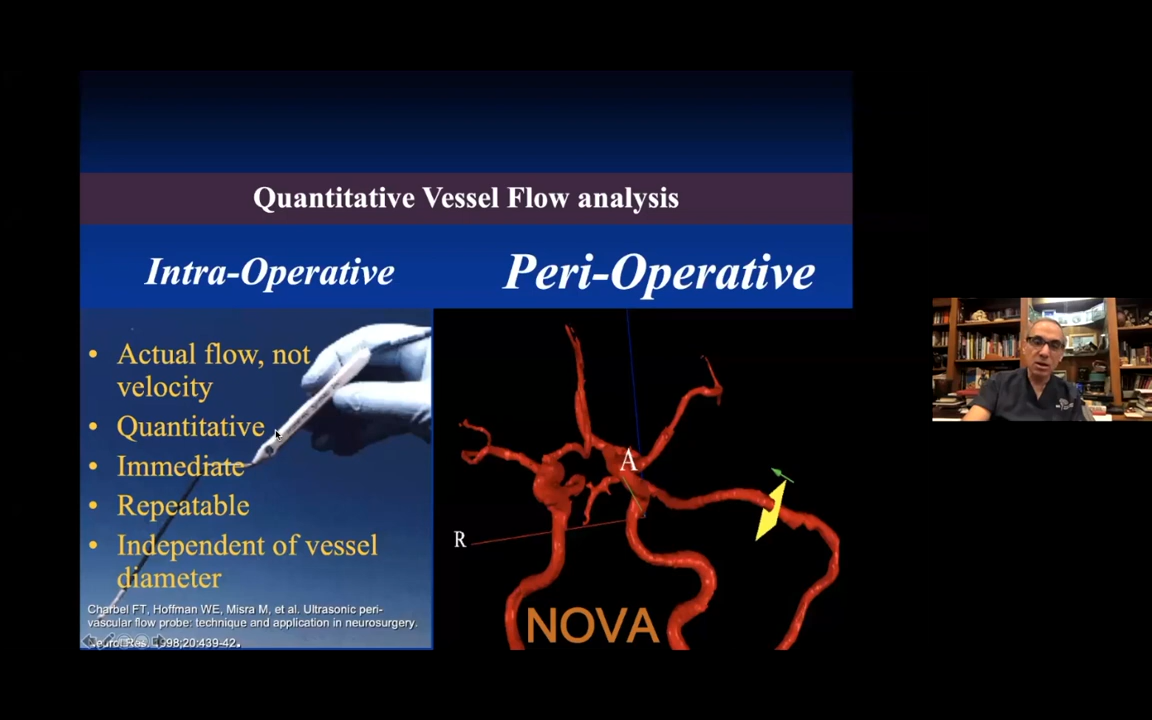 Quantitative Vessel Flow analysis
Intra-Operative
Peri-Operative
• Actual flow, not
velocity
• Quantitative
• Immediate
• Repeatable
• Independent of vessel
diameter
Charbel FT, Hoffman WE, Misra M, et al. Ultrasonic peri-
vascular flow probe: technique and application in neurosurgery.
Neurol Res. 1998;20:439-42.
A
R
NOVA